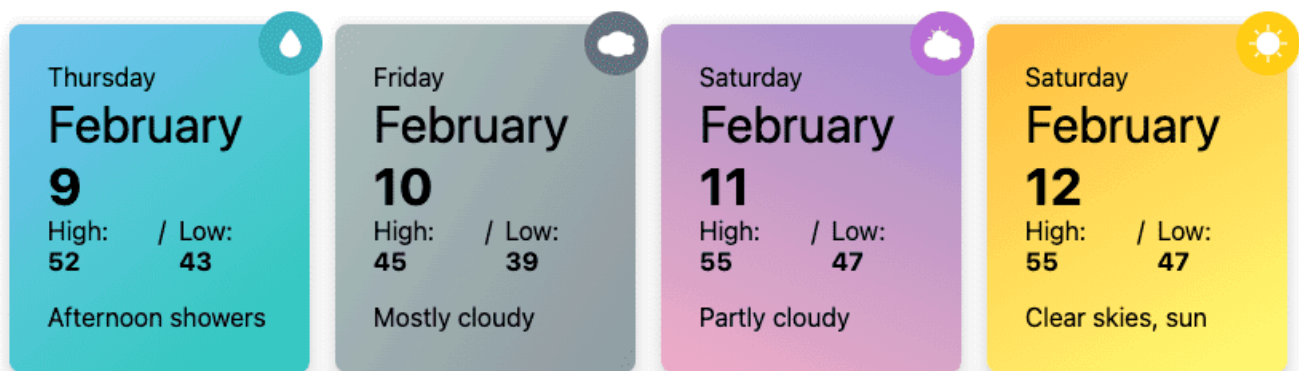 Thursday
February
9
High: / Low:
52 43
Afternoon showers
Friday
February
10
High: / Low:
45 39
Mostly cloudy
Saturday
February
11
High: / Low:
55 47
Partly cloudy
Saturday
February
12
High: / Low:
55 47
Clear skies, sun